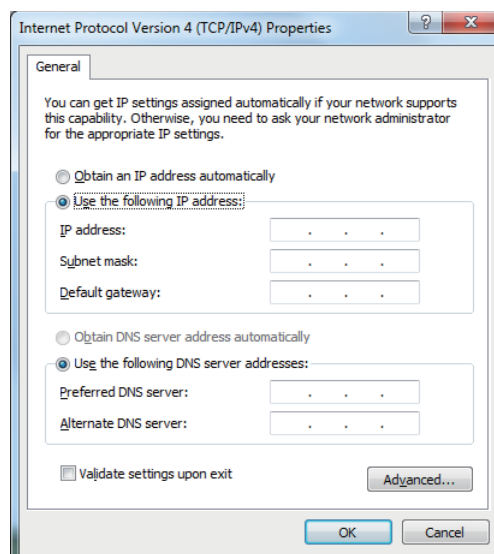 Internet Protocol Version 4 (TCP/IPv4) Properties
General
You can get IP settings assigned automatically if your network supports
this capability. Otherwise, you need to ask your network administrator
for the appropriate IP settings.
Obtain an IP address automatically
Use the following IP address:
IP address:
Subnet mask:
Default gateway:
Obtain DNS server address automatically
Use the following DNS server addresses:
Preferred DNS server:
Alternate DNS server:
Validate settings upon exit
Advanced...
OK Cancel